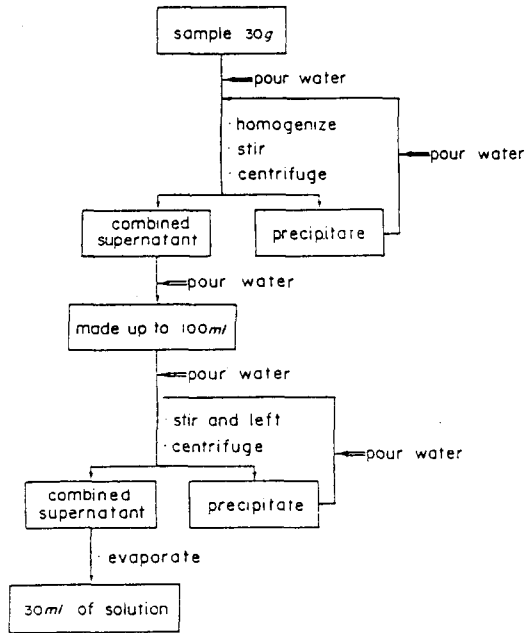 sample 30g
pour water
· homogenize
· stir
· centrifuge
pour water
combined
supernatant
precipitare
pour water
made up to 100ml
pour water
· stir and left
· centrifuge
pour water
combined
supernatant
precipitate
· evaporate
30ml of solution